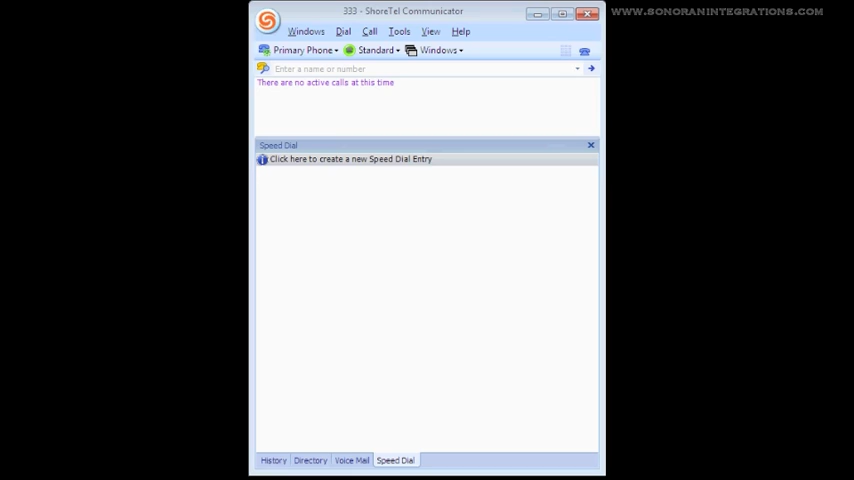 333 - ShoreTel Communicator
WWW.SONORANINTEGRATIONS.COM
Windows Dial Call Tools View Help
Primary Phone Standard Windows
Enter a name or number
There are no active calls at this time
Speed Dial
Click here to create a new Speed Dial Entry
History Directory Voice Mail Speed Dial